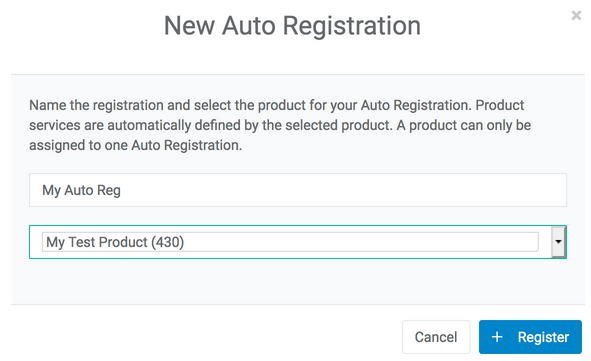 New Auto Registration
Name the registration and select the product for your Auto Registration. Product
services are automatically defined by the selected product. A product can only be
assigned to one Auto Registration.
My Auto Reg
My Test Product (430)
Cancel
+ Register